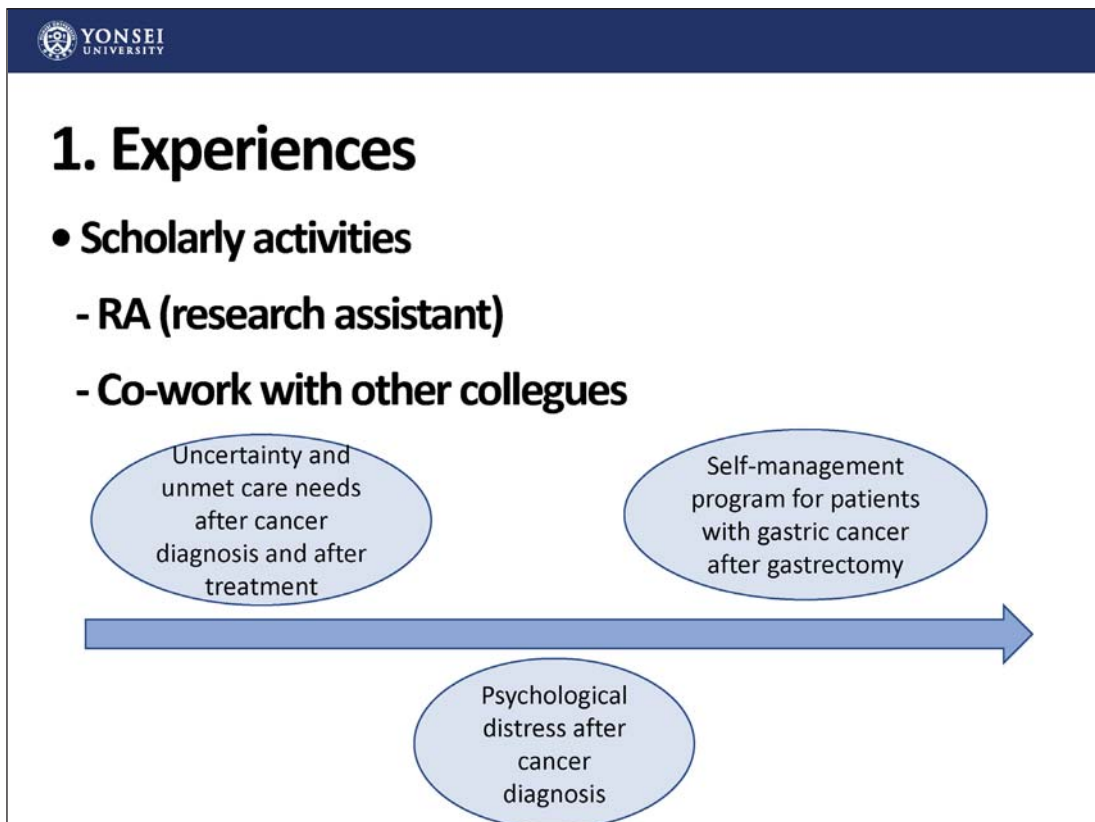 YONSEI
UNIVERSITY
1. Experiences
• Scholarly activities
- RA (research assistant)
- Co-work with other collegues
Uncertainty and
unmet care needs
after cancer
diagnosis and after
treatment
Self-management
program for patients
with gastric cancer
after gastrectomy
Psychological
distress after
cancer
diagnosis